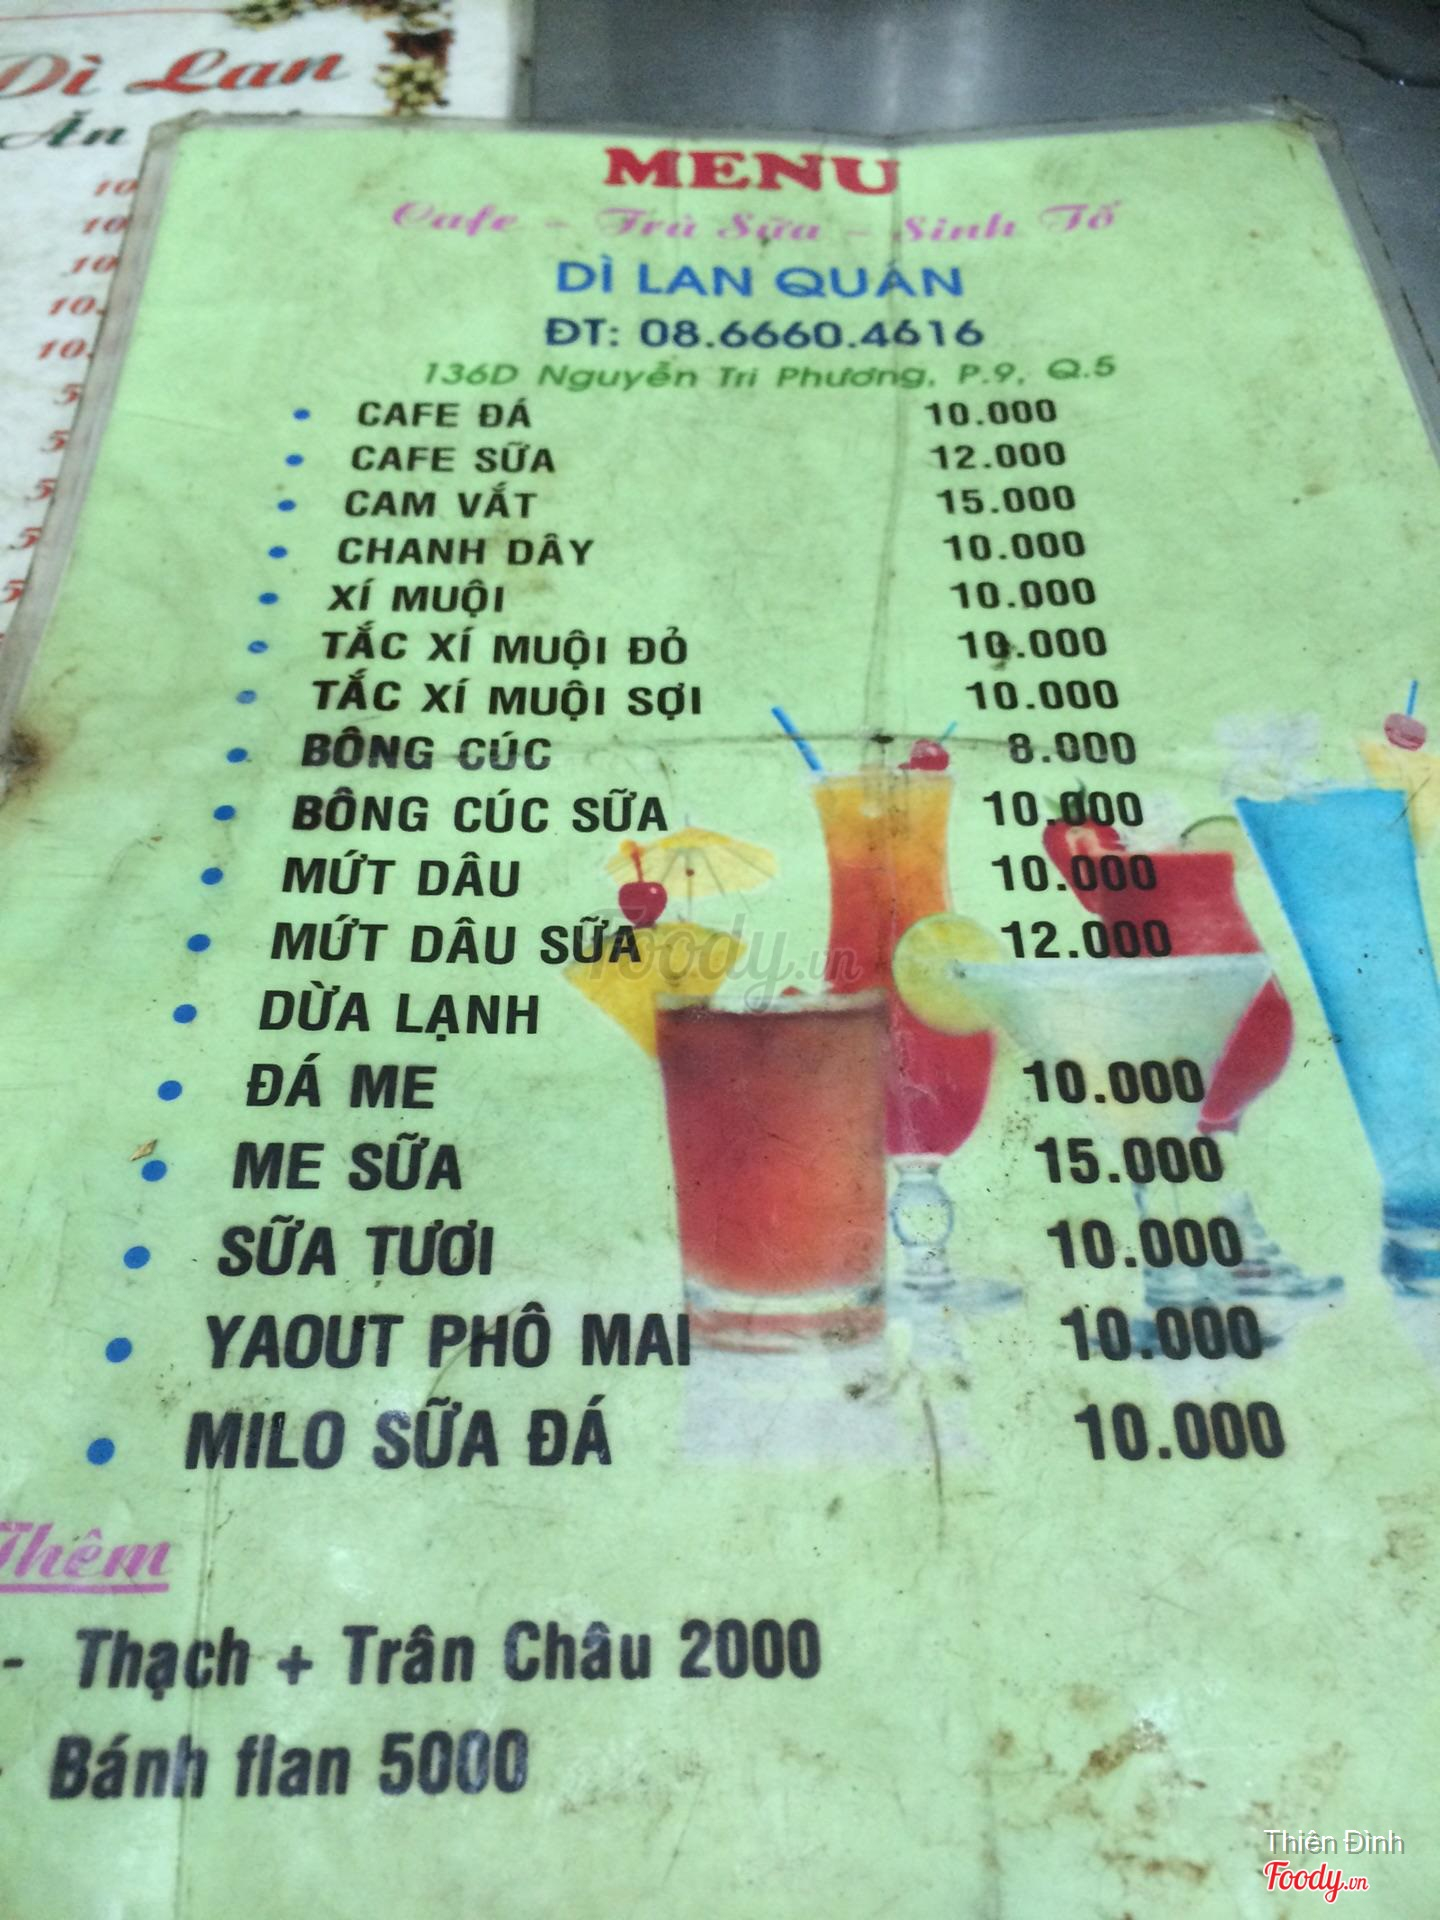 Dì Lan
Ăn
MENU
Cafe - Trà Sữa - Sinh Tố
DÌ LAN QUÁN
ĐT: 08.6660.4616
136D Nguyễn Tri Phương, P.9, Q.5
• CAFE ĐÁ 10.000
• CAFE SỮA 12.000
• CAM VẮT 15.000
• CHANH DÂY 10.000
• XÍ MUỘI 10.000
• TẮC XÍ MUỘI ĐỎ 10.000
• TẮC XÍ MUỘI SỢI 10.000
• BÔNG CÚC 8.000
• BÔNG CÚC SỮA 10.000
• MỨT DÂU 10.000
• MỨT DÂU SỮA 12.000
• DỪA LẠNH
• ĐÁ ME 10.000
• ME SỮA 15.000
• SỮA TƯƠI 10.000
• YAOUT PHÔ MAI 10.000
• MILO SỮA ĐÁ 10.000
Thêm
- Thạch + Trân Châu 2000
- Bánh flan 5000
Foody.vn
Thiên Đình
Foody.vn